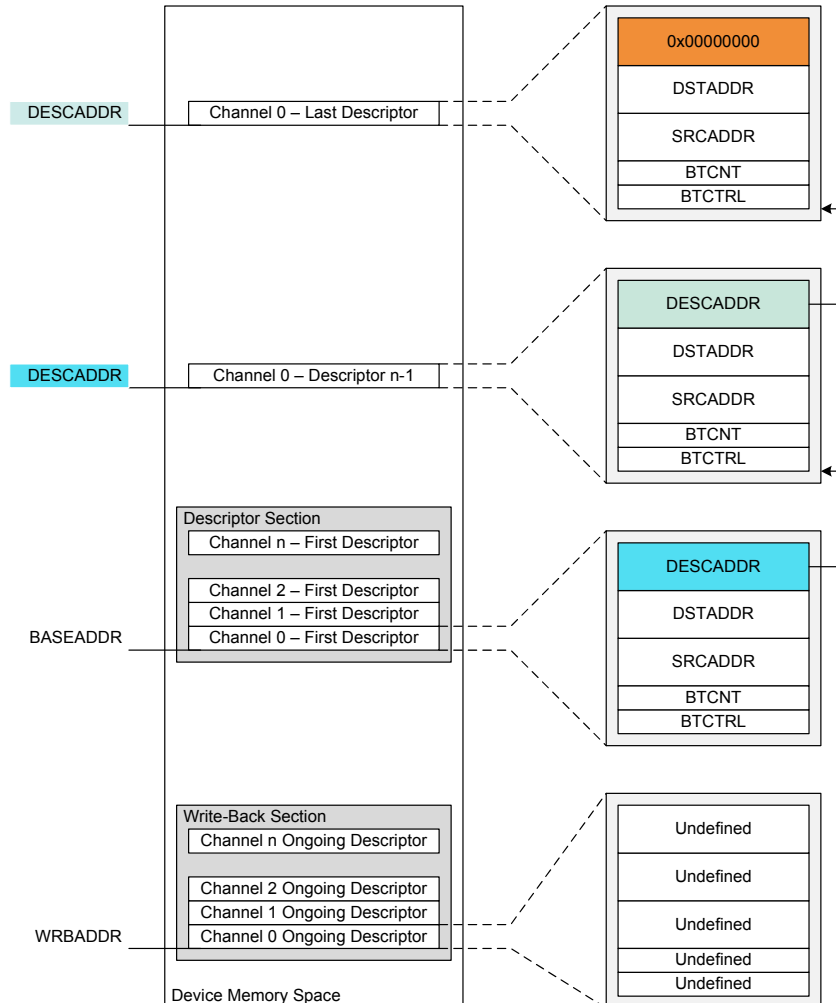 0x00000000
DSTADDR
DESCADDR
Channel 0 – Last Descriptor
SRCADDR
BTCNT
BTCTRL
DESCADDR
DSTADDR
DESCADDR
Channel 0 – Descriptor n-1
SRCADDR
BTCNT
BTCTRL
Descriptor Section
Channel n – First Descriptor
Channel 2 – First Descriptor
Channel 1 – First Descriptor
BASEADDR
Channel 0 – First Descriptor
DESCADDR
DSTADDR
SRCADDR
BTCNT
BTCTRL
Write-Back Section
Channel n Ongoing Descriptor
Channel 2 Ongoing Descriptor
Channel 1 Ongoing Descriptor
WRBADDR
Channel 0 Ongoing Descriptor
Undefined
Undefined
Undefined
Undefined
Undefined
Device Memory Space